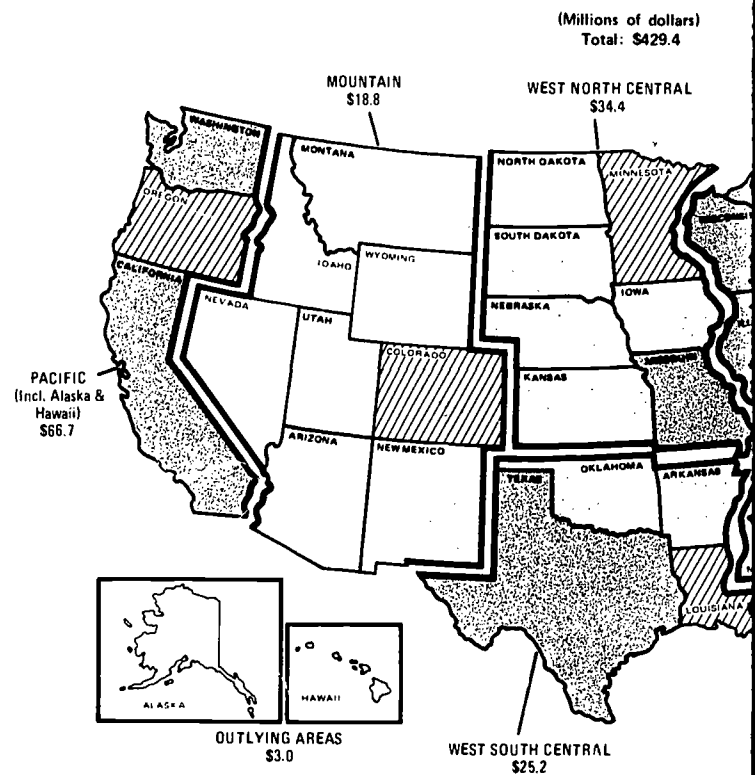 (Millions of dollars)
Total: $429.4
MOUNTAIN
$18.8
WEST NORTH CENTRAL
$34.4
WASHINGTON
MONTANA
NORTH DAKOTA
MINNESOTA
OREGON
SOUTH DAKOTA
IDAHO
WYOMING
CALIFORNIA
NEVADA
UTAH
NEBRASKA
IOWA
COLORADO
MISSOURI
KANSAS
PACIFIC
(Incl. Alaska &
Hawaii)
$66.7
ARIZONA
NEW MEXICO
TEXAS
OKLAHOMA
ARKANSAS
LOUISIANA
ALASKA
HAWAII
OUTLYING AREAS
$3.0
WEST SOUTH CENTRAL
$25.2